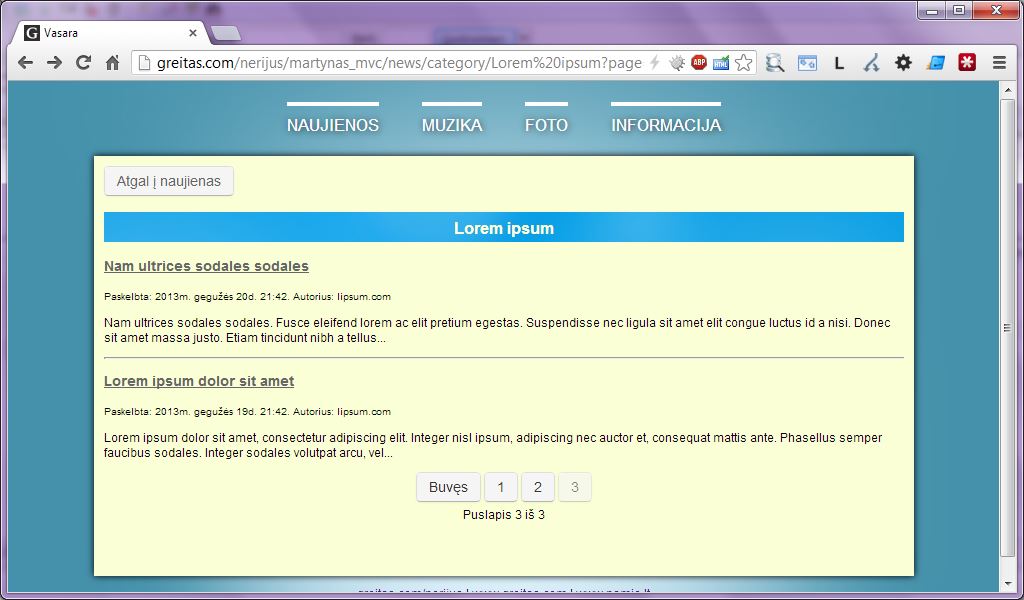 Vasara
greitas.com/nerijus/martynas_mvc/news/category/Lorem%20ipsum?page
ABP
L
NAUJIENOS MUZIKA FOTO INFORMACIJA
Atgal į naujienas
Lorem ipsum
Nam ultrices sodales sodales
Paskelbta: 2013m. gegužės 20d. 21:42. Autorius: lipsum.com
Nam ultrices sodales sodales. Fusce eleifend lorem ac elit pretium egestas. Suspendisse nec ligula sit amet elit congue luctus id a nisi. Donec
sit amet massa justo. Etiam tincidunt nibh a tellus...
Lorem ipsum dolor sit amet
Paskelbta: 2013m. gegužės 19d. 21:42. Autorius: lipsum.com
Lorem ipsum dolor sit amet, consectetur adipiscing elit. Integer nisl ipsum, adipiscing nec auctor et, consequat mattis ante. Phasellus semper
faucibus sodales. Integer sodales volutpat arcu, vel...
Buvęs 1 2 3
Puslapis 3 iš 3